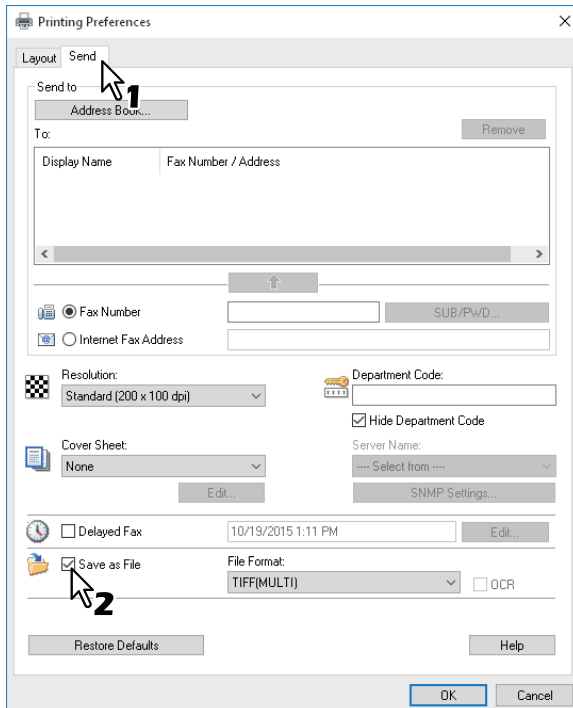 Printing Preferences
Layout Send
1
Send to
Address Book...
To:
Remove
Display Name Fax Number / Address
Fax Number
SUB/PWD...
Internet Fax Address
Resolution:
Standard (200 x 100 dpi)
Department Code:
Hide Department Code
Cover Sheet:
None
Edit...
Server Name:
---- Select from ----
SNMP Settings...
Delayed Fax 10/19/2015 1:11 PM Edit...
Save as File
File Format:
TIFF(MULTI)
OCR
2
Restore Defaults Help
OK Cancel